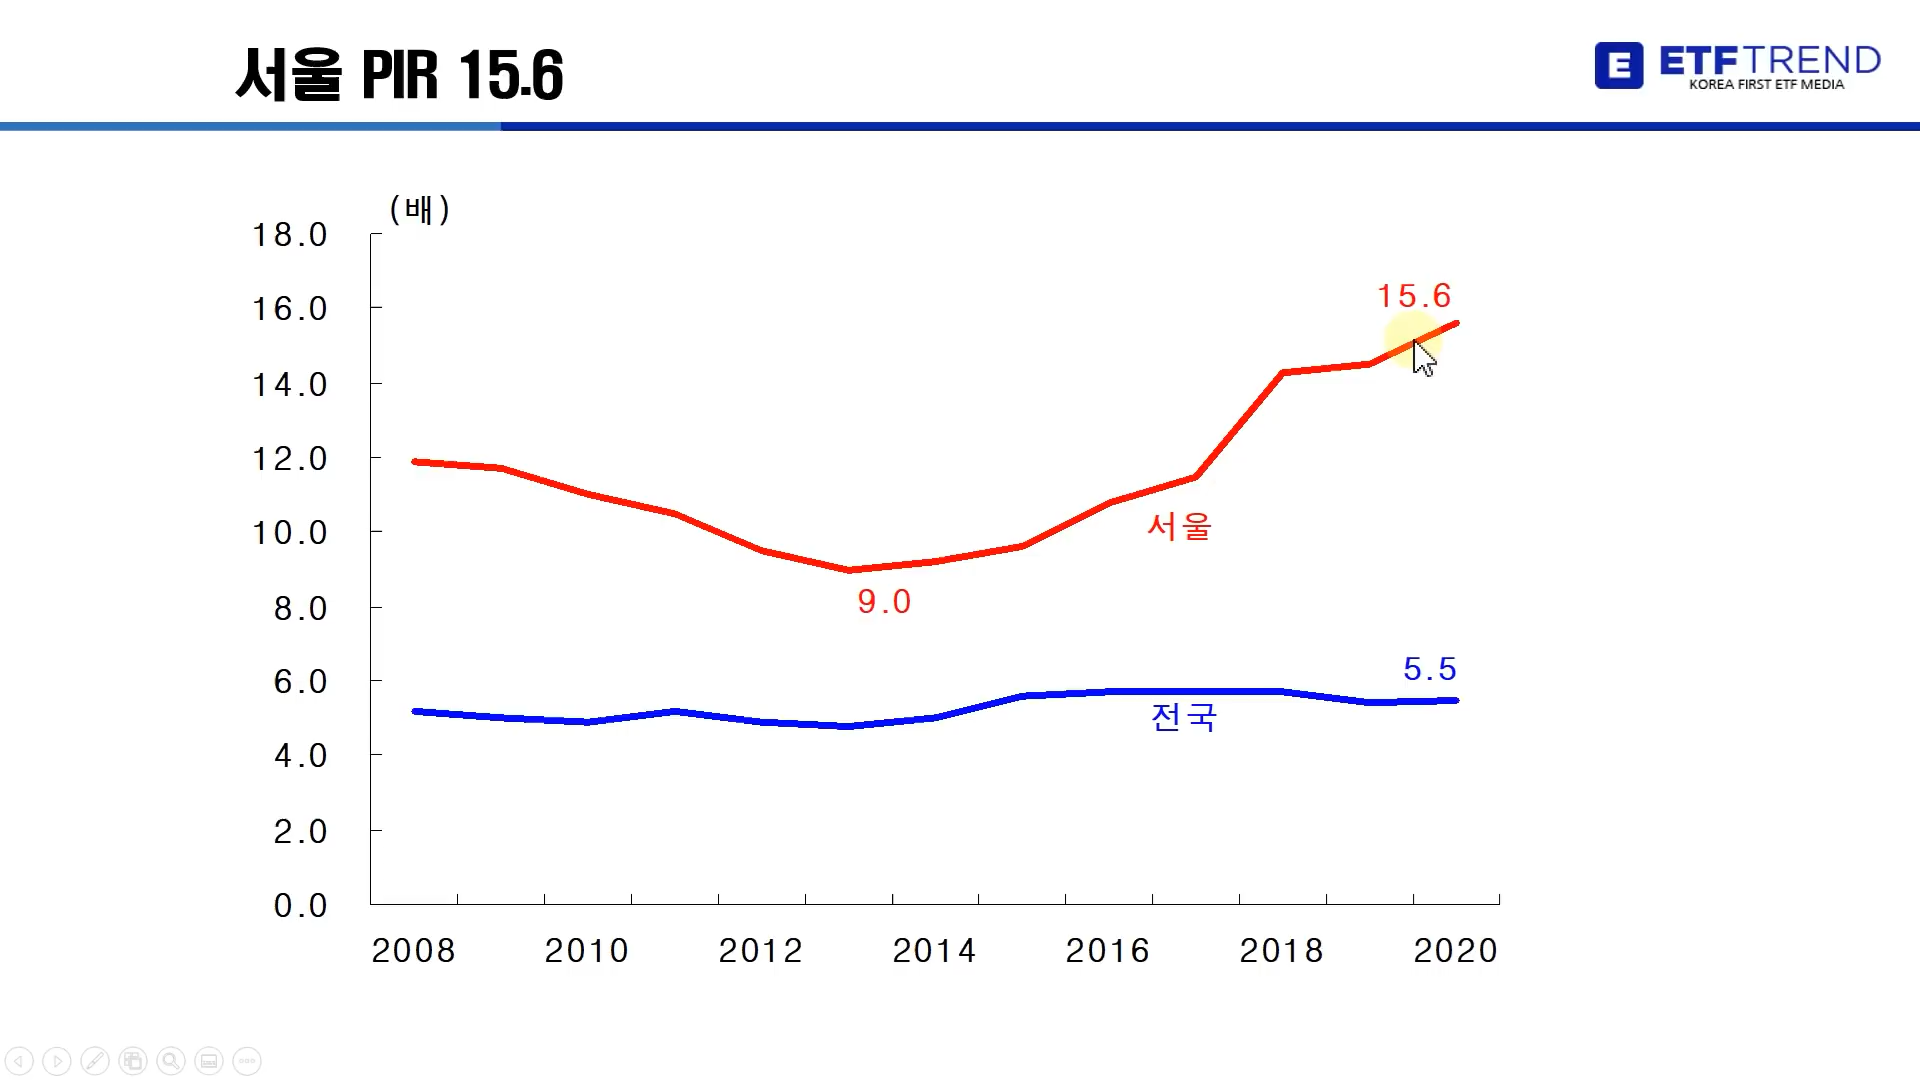 서울 PIR 15.6
E ETFTREND
KOREA FIRST ETF MEDIA
(배)
18.0
16.0
14.0
12.0
10.0
8.0
6.0
4.0
2.0
0.0
15.6
서울
9.0
5.5
전국
2008 2010 2012 2014 2016 2018 2020